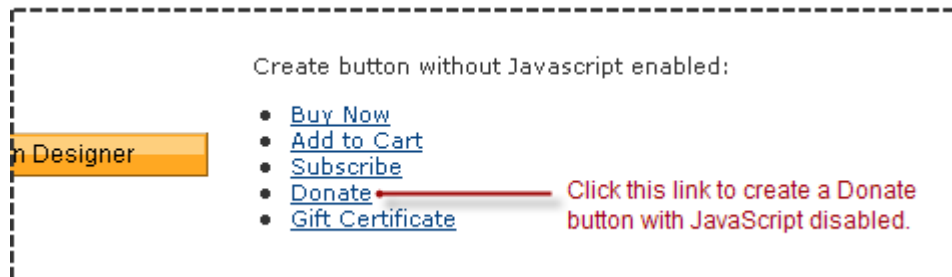 Create button without Javascript enabled:
Buy Now
Add to Cart
n Designer
Subscribe
Donate
Click this link to create a Donate
button with JavaScript disabled.
Gift Certificate